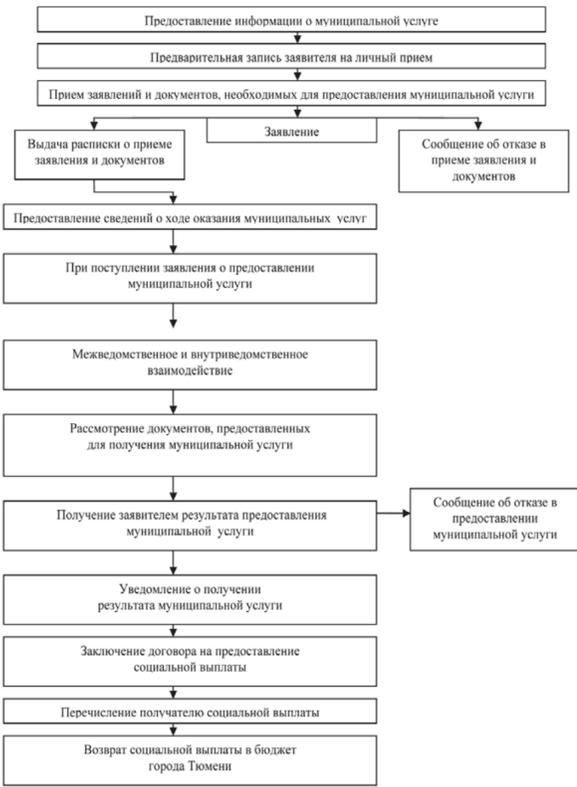 Предоставление информации о муниципальной услуге
Предварительная запись заявителя на личный прием
Прием заявлений и документов, необходимых для предоставления муниципальной услуги
Заявление
Выдача расписки о приеме
заявления и документов
Сообщение об отказе в
приеме заявления и
документов
Предоставление сведений о ходе оказания муниципальных услуг
При поступлении заявления о предоставлении
муниципальной услуги
Межведомственное и внутриведомственное
взаимодействие
Рассмотрение документов, предоставленных
для получения муниципальной услуги
Получение заявителем результата предоставления
муниципальной услуги
Сообщение об отказе в
предоставлении
муниципальной услуги
Уведомление о получении
результата муниципальной услуги
Заключение договора на предоставление
социальной выплаты
Перечисление получателю социальной выплаты
Возврат социальной выплаты в бюджет
города Тюмени